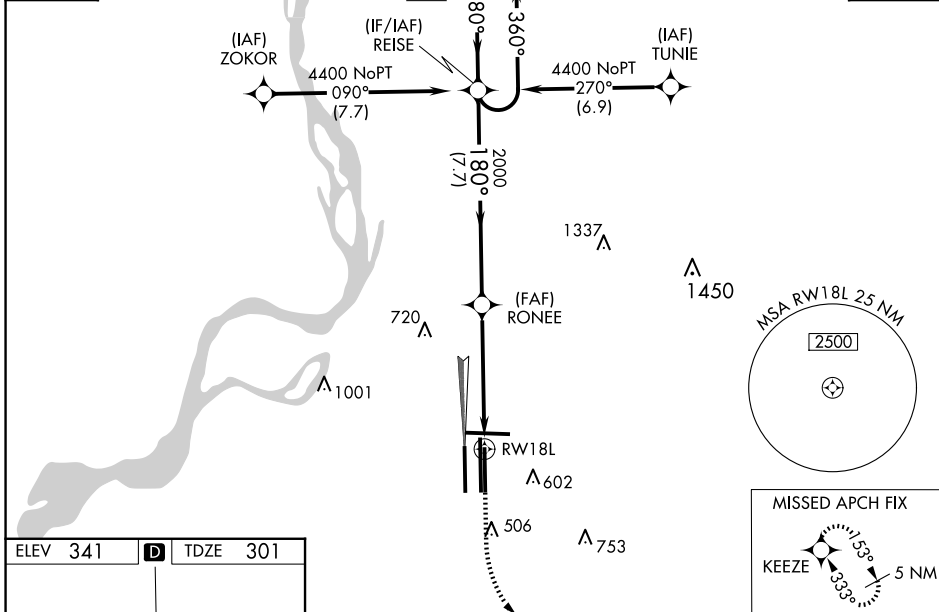 80°
360°
(IAF)
ZOKOR
(IF/IAF)
REISE
(IAF)
TUNIE
4400 NoPT
090°
(7.7)
4400 NoPT
270°
(6.9)
2000
180°
(7.7)
1337
1450
(FAF)
RONEE
720
1001
MSA RW18L 25 NM
2500
RW18L
602
506
753
MISSED APCH FIX
KEEZE
153°
333°
5 NM
ELEV 341 D TDZE 301